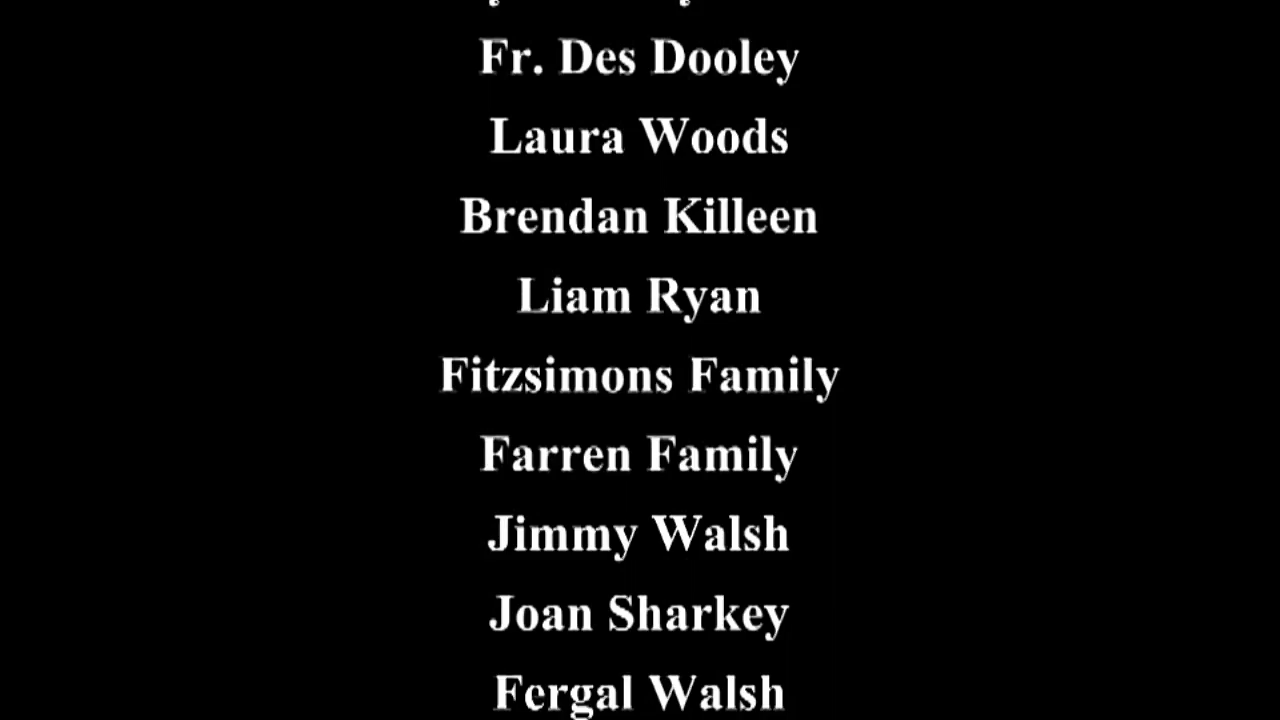 Fr. Des Dooley
Laura Woods
Brendan Killeen
Liam Ryan
Fitzsimons Family
Farren Family
Jimmy Walsh
Joan Sharkey
Fergal Walsh